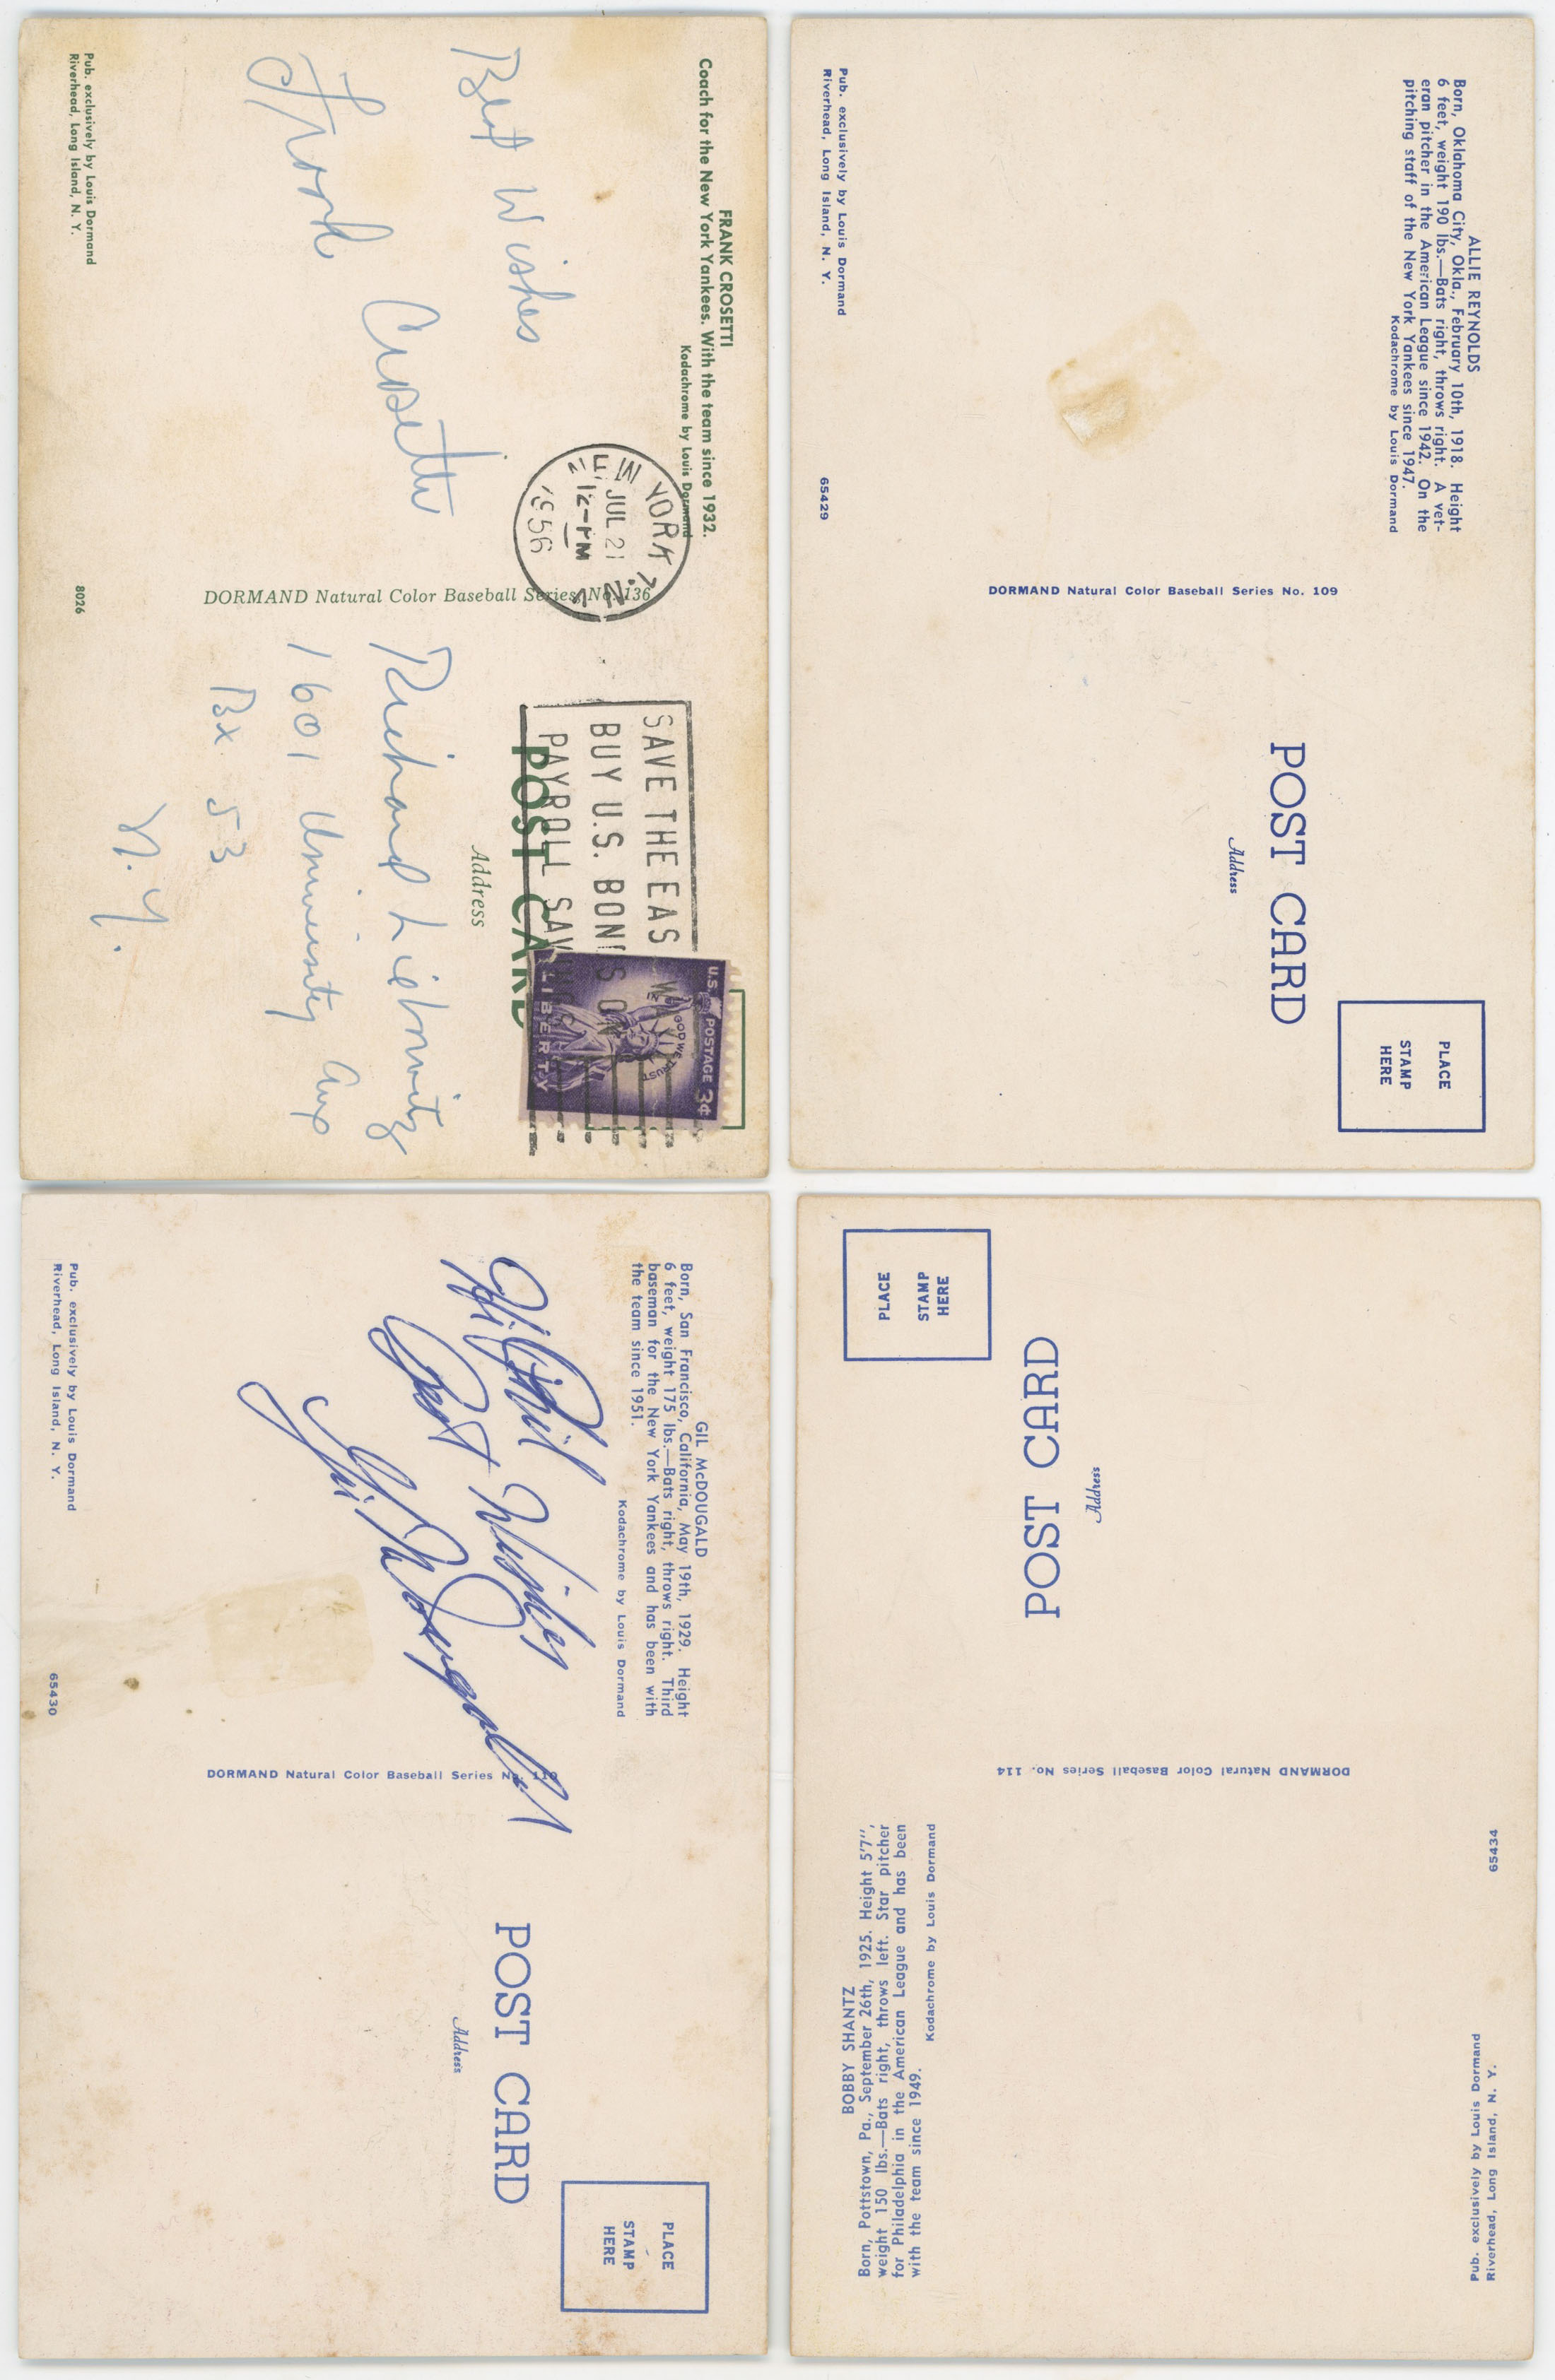 FRANK CROSETTI
Coach for the New York Yankees. With the team since 1932.
Kodachrome by Louis Dormand
Best Wishes
Frank Crosetti
Pub. exclusively by Louis Dormand
Riverhead, Long Island, N. Y.
8026
DORMAND Natural Color Baseball Series No. 136
NEW YORK 1, N.Y.
JUL 21
12-PM
1956
SAVE THE EASY WAY
BUY U.S. BONDS ON
PAYROLL SAVINGS
U.S. POSTAGE 3¢
IN GOD WE TRUST
LIBERTY
POST CARD
Address
Richard Liebowitz
1601 University Ave
Bx 53
N.Y.
ALLIE REYNOLDS
Born, Oklahoma City, Okla., February 10th, 1918. Height
6 feet, weight 190 lbs.—Bats right, throws right. A vet-
eran pitcher in the American League since 1942. On the
pitching staff of the New York Yankees since 1947.
Kodachrome by Louis Dormand
Pub. exclusively by Louis Dormand
Riverhead, Long Island, N. Y.
65429
DORMAND Natural Color Baseball Series No. 109
POST CARD
Address
PLACE
STAMP
HERE
GIL McDOUGALD
Born, San Francisco, California, May 19th, 1929. Height
6 feet, weight 175 lbs.—Bats right, throws right. Third
baseman for the New York Yankees and has been with
the team since 1951.
Kodachrome by Louis Dormand
Hi Phil
Best Wishes
Gil McDougald
Pub. exclusively by Louis Dormand
Riverhead, Long Island, N. Y.
65430
DORMAND Natural Color Baseball Series No. 110
POST CARD
Address
PLACE
STAMP
HERE
BOBBY SHANTZ
Born, Pottstown, Pa., September 26th, 1925. Height 5'7",
weight 150 lbs.—Bats right, throws left. Star pitcher
for Philadelphia in the American League and has been
with the team since 1949.
Kodachrome by Louis Dormand
Pub. exclusively by Louis Dormand
Riverhead, Long Island, N. Y.
65434
DORMAND Natural Color Baseball Series No. 114
POST CARD
Address
PLACE
STAMP
HERE